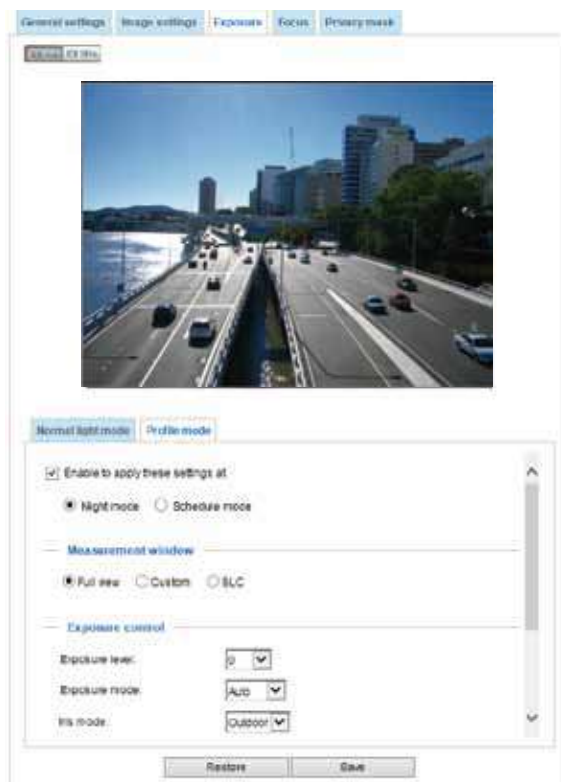 General settings Image settings Exposure Focus Privacy mask
Normal light mode Profile mode
Enable to apply these settings at
Night mode Schedule mode
Measurement window
Full view Custom BLC
Exposure control
Exposure level: 0
Exposure mode: Auto
Iris mode: Outdoor
Restore Save